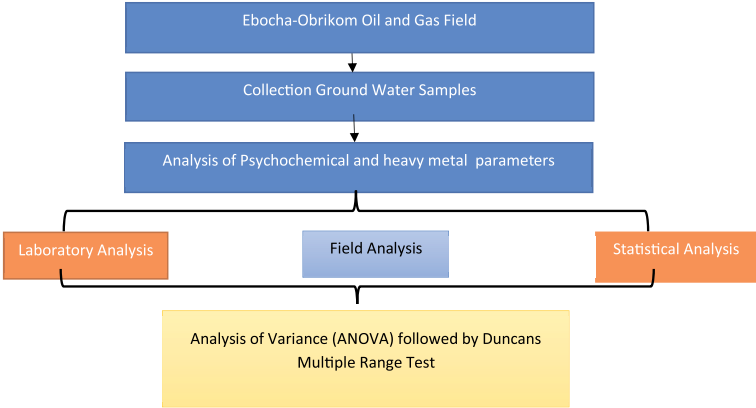 Ebocha-Obrikom Oil and Gas Field
Collection Ground Water Samples
Analysis of Psychochemical and heavy metal parameters
Laboratory Analysis
Field Analysis
Statistical Analysis
Analysis of Variance (ANOVA) followed by Duncans
Multiple Range Test